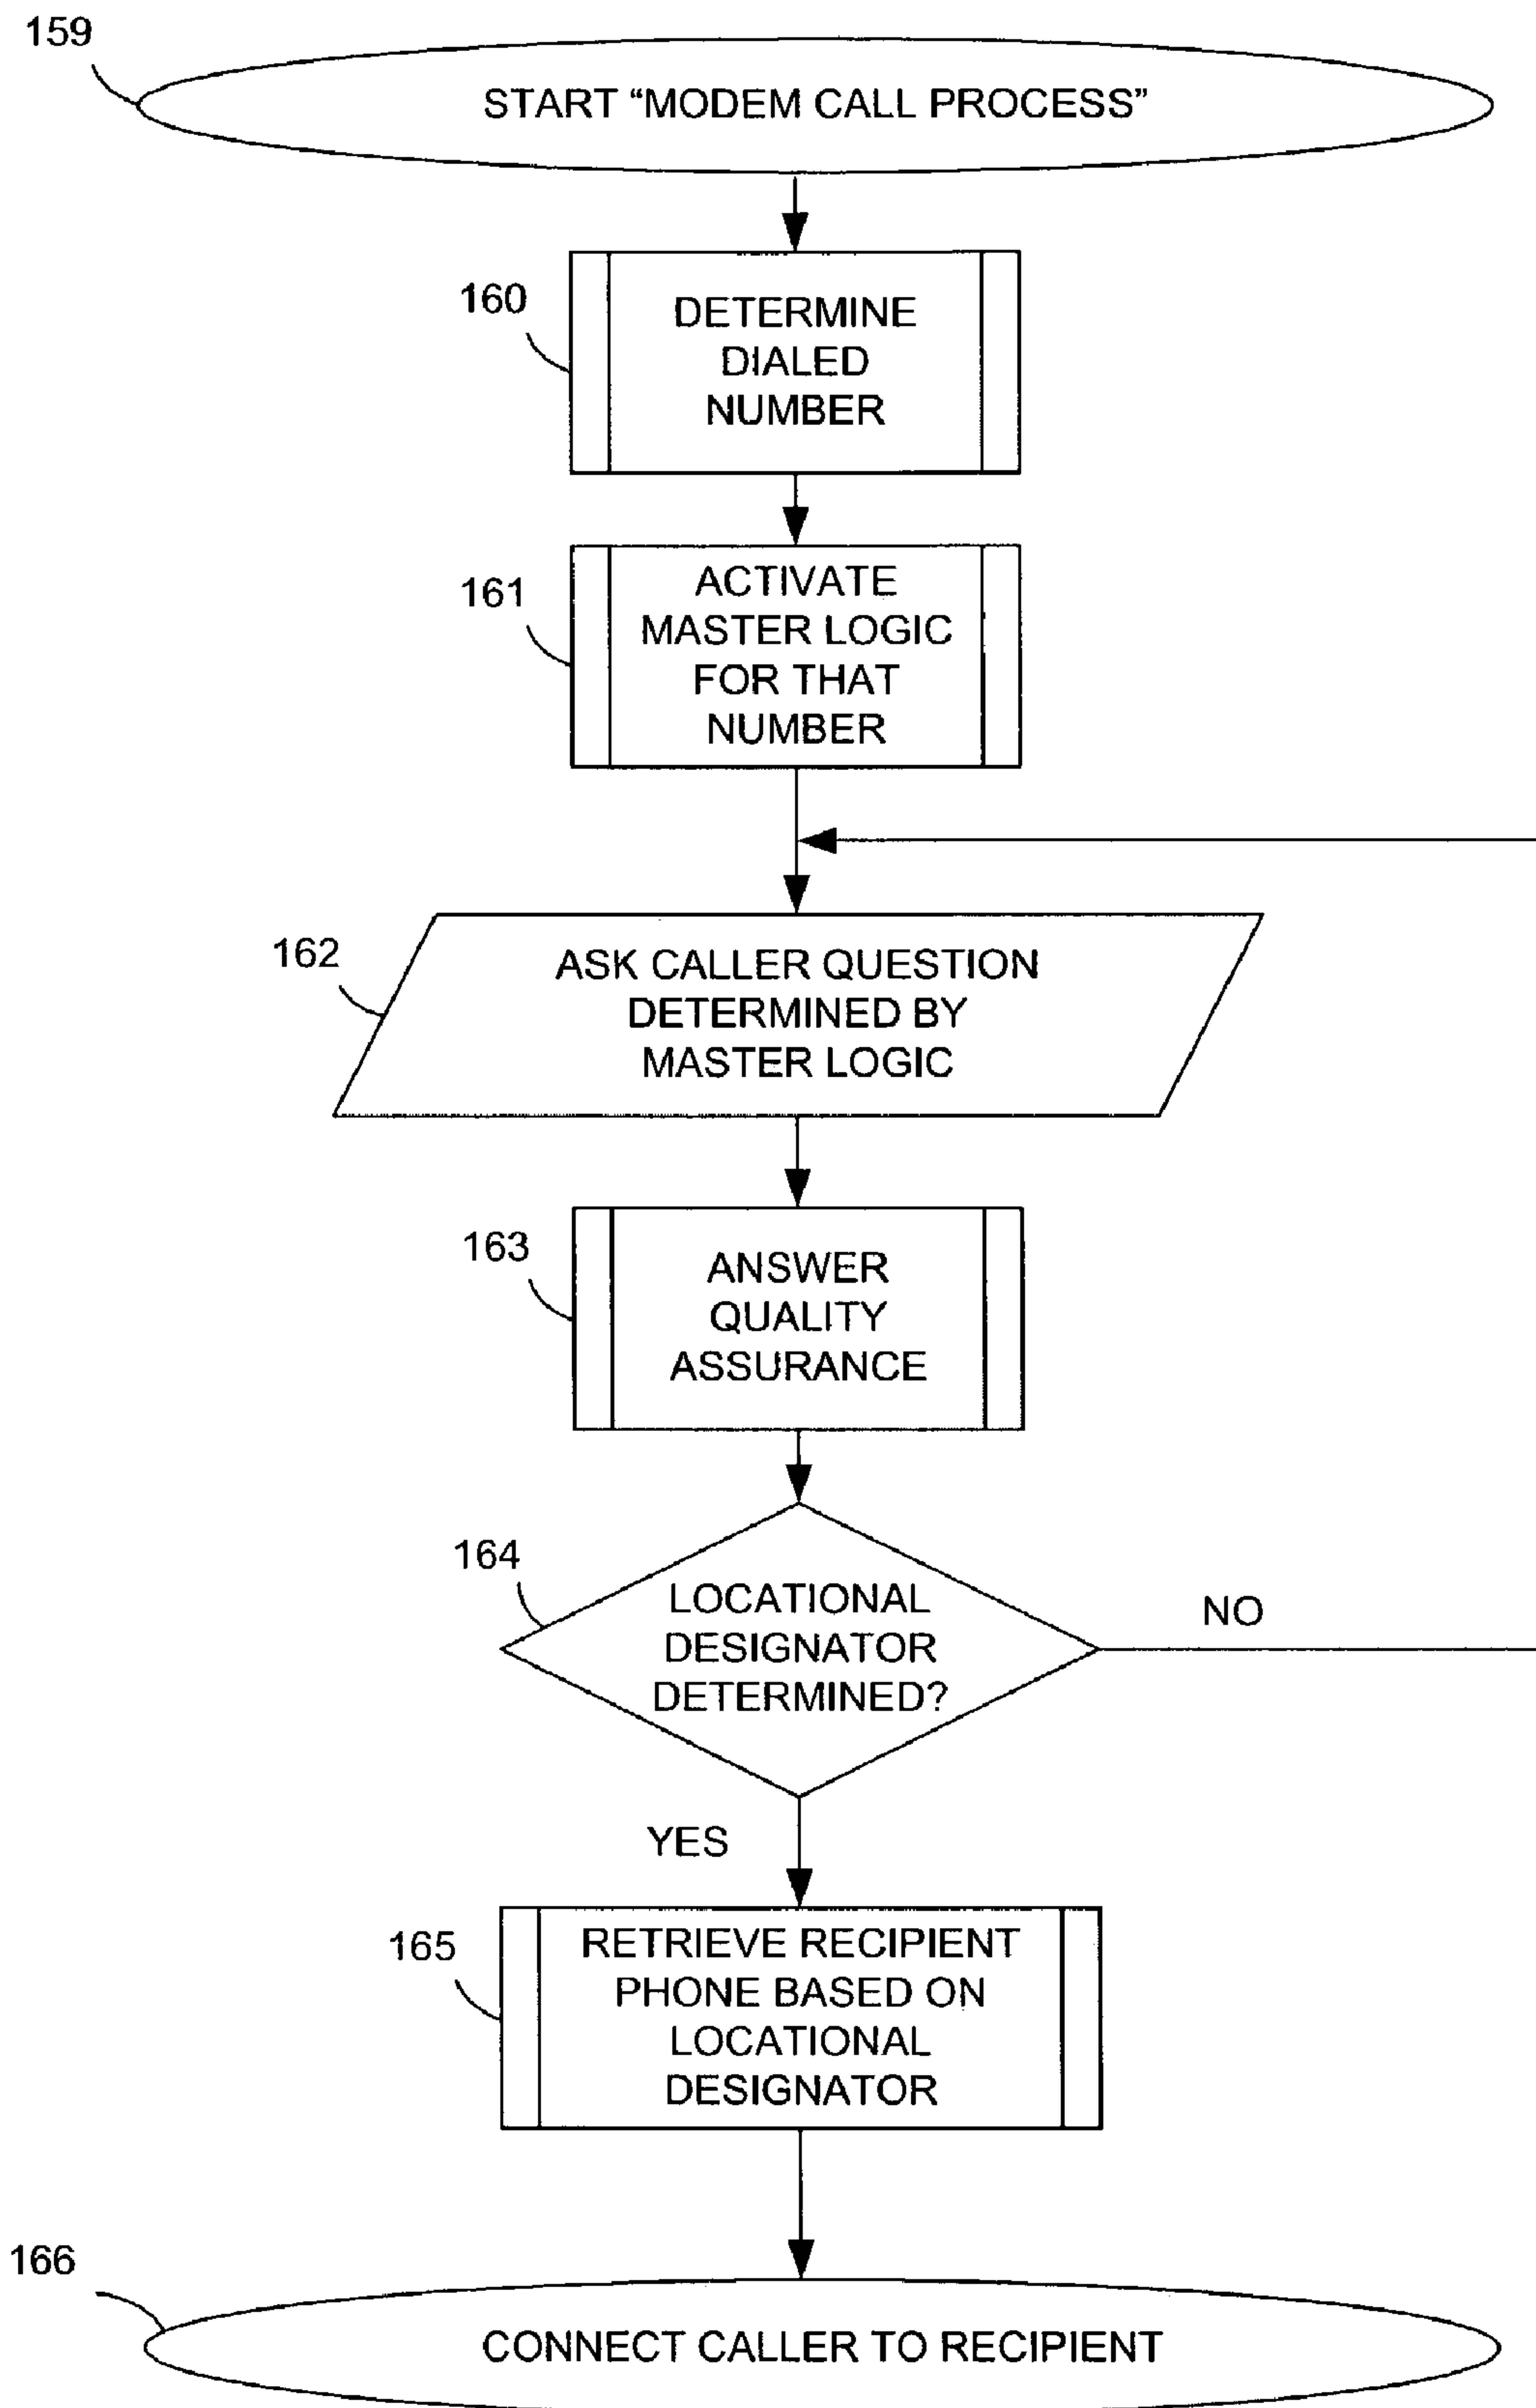 159
START “MODEM CALL PROCESS”
160
DETERMINE
DIALED
NUMBER
161
ACTIVATE
MASTER LOGIC
FOR THAT
NUMBER
162
ASK CALLER QUESTION
DETERMINED BY
MASTER LOGIC
163
ANSWER
QUALITY
ASSURANCE
164
LOCATIONAL
DESIGNATOR
DETERMINED?
NO
YES
165
RETRIEVE RECIPIENT
PHONE BASED ON
LOCATIONAL
DESIGNATOR
166
CONNECT CALLER TO RECIPIENT